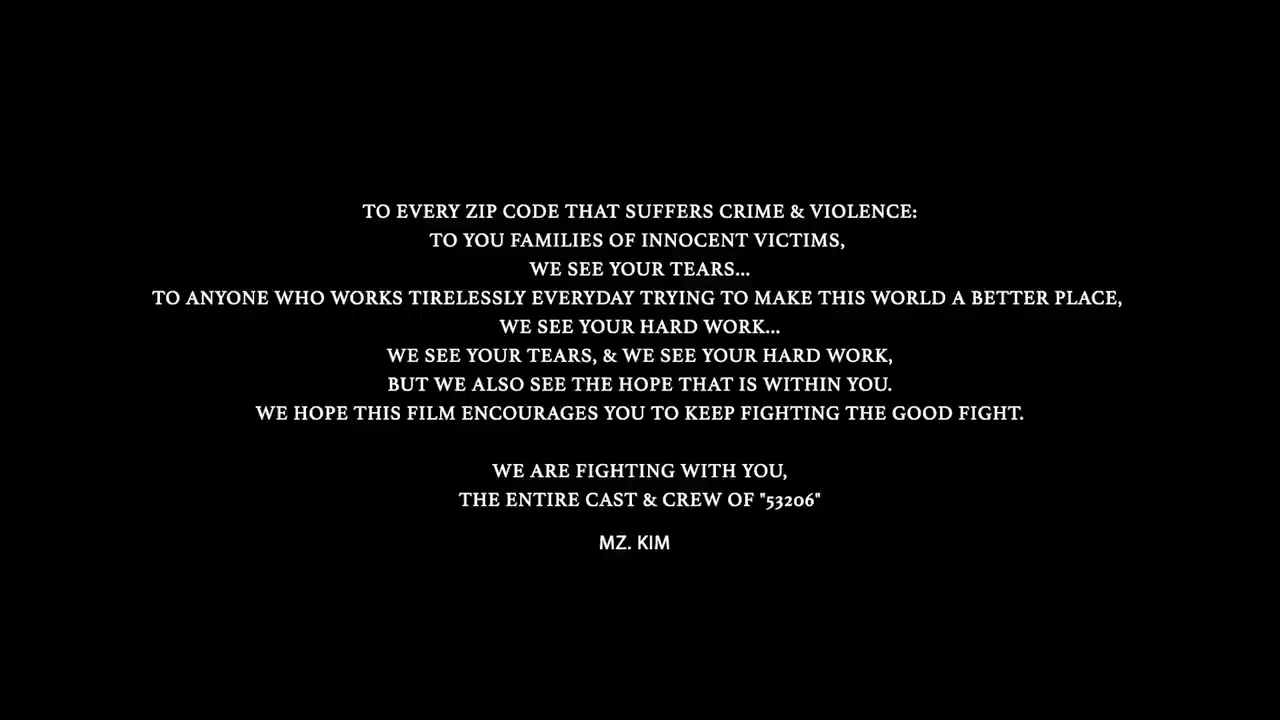 TO EVERY ZIP CODE THAT SUFFERS CRIME & VIOLENCE:
TO YOU FAMILIES OF INNOCENT VICTIMS,
WE SEE YOUR TEARS...
TO ANYONE WHO WORKS TIRELESSLY EVERYDAY TRYING TO MAKE THIS WORLD A BETTER PLACE,
WE SEE YOUR HARD WORK...
WE SEE YOUR TEARS, & WE SEE YOUR HARD WORK,
BUT WE ALSO SEE THE HOPE THAT IS WITHIN YOU.
WE HOPE THIS FILM ENCOURAGES YOU TO KEEP FIGHTING THE GOOD FIGHT.
WE ARE FIGHTING WITH YOU,
THE ENTIRE CAST & CREW OF "53206"
MZ. KIM